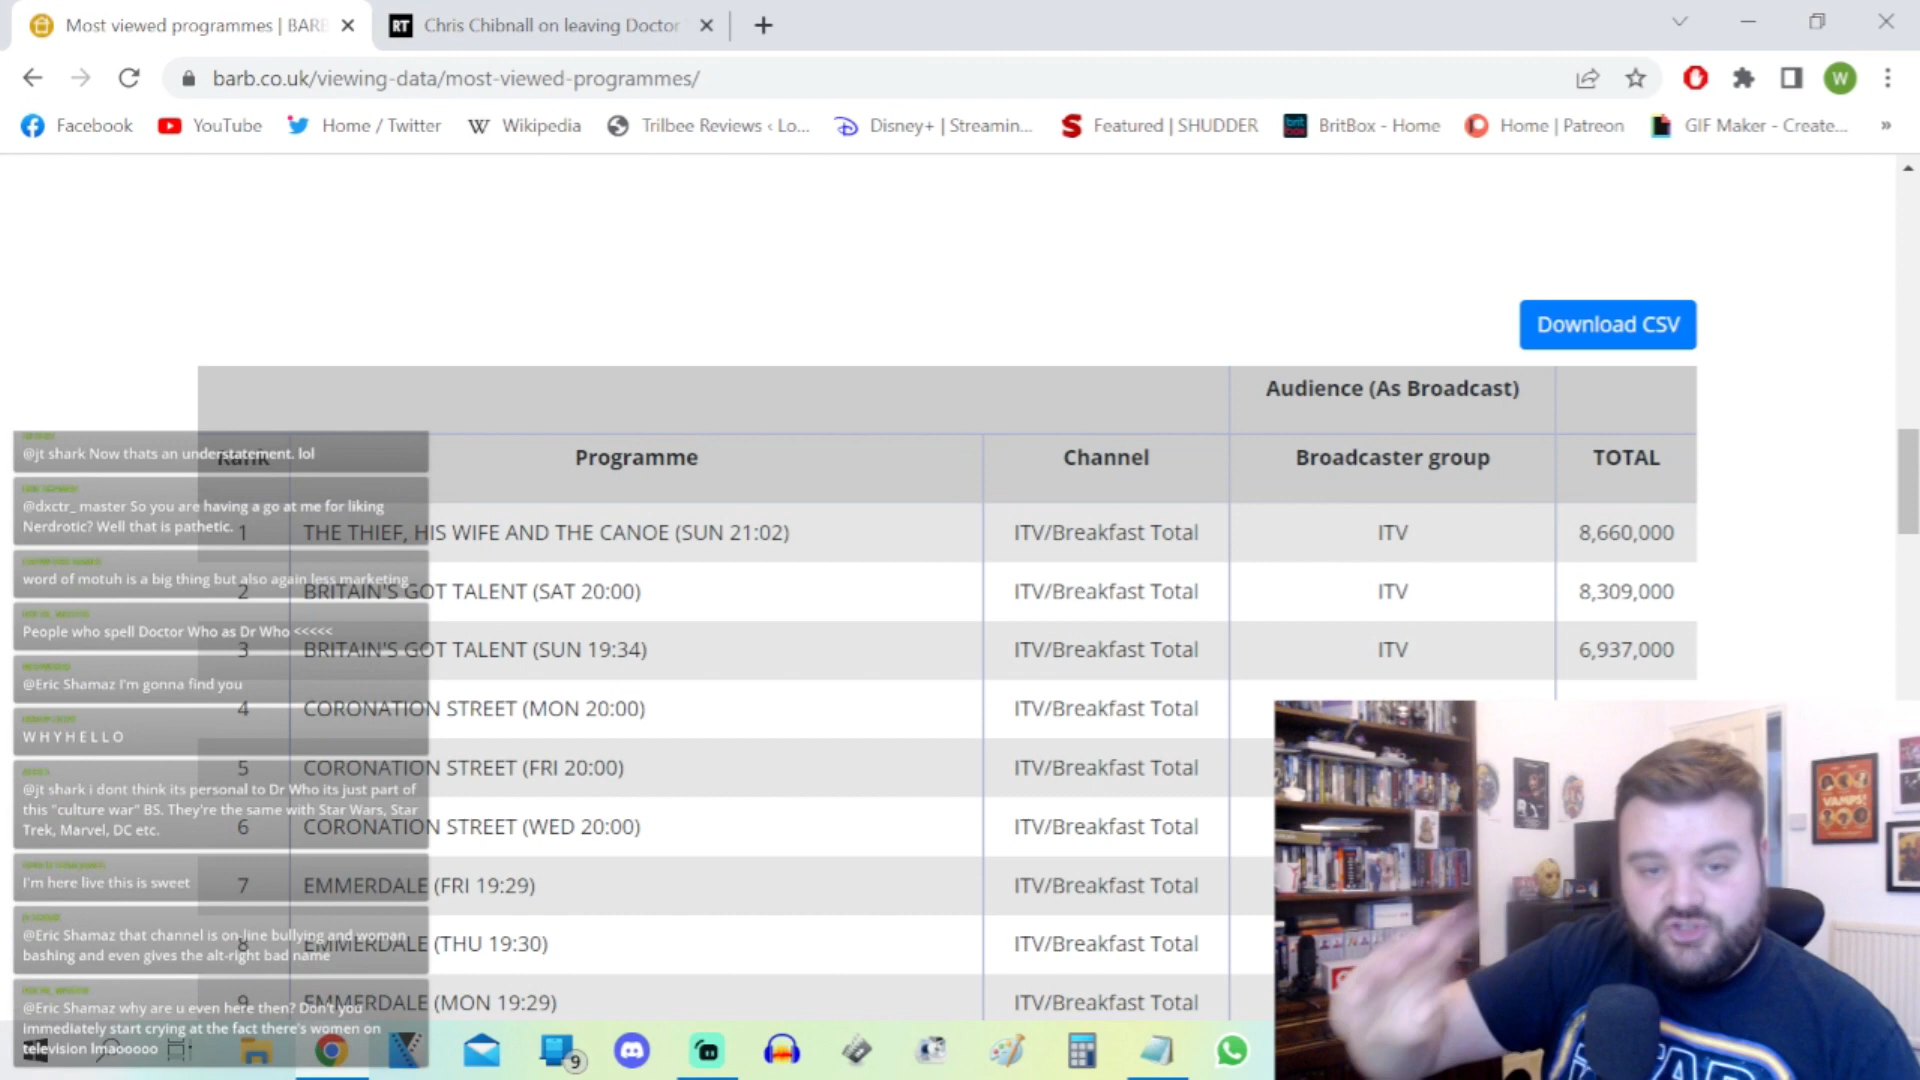 Most viewed programmes | BARB
Chris Chibnall on leaving Doctor
barb.co.uk/viewing-data/most-viewed-programmes/
W
Facebook
YouTube
Home / Twitter
Wikipedia
Trilbee Reviews ‹ Lo...
Disney+ | Streamin...
Featured | SHUDDER
BritBox - Home
Home | Patreon
GIF Maker - Create...
»
Download CSV
Audience (As Broadcast)
Rank
Programme
Channel
Broadcaster group
TOTAL
1 THE THIEF, HIS WIFE AND THE CANOE (SUN 21:02) ITV/Breakfast Total ITV 8,660,000
2 BRITAIN'S GOT TALENT (SAT 20:00) ITV/Breakfast Total ITV 8,309,000
3 BRITAIN'S GOT TALENT (SUN 19:34) ITV/Breakfast Total ITV 6,937,000
4 CORONATION STREET (MON 20:00) ITV/Breakfast Total
5 CORONATION STREET (FRI 20:00) ITV/Breakfast Total
6 CORONATION STREET (WED 20:00) ITV/Breakfast Total
7 EMMERDALE (FRI 19:29) ITV/Breakfast Total
8 EMMERDALE (THU 19:30) ITV/Breakfast Total
9 EMMERDALE (MON 19:29) ITV/Breakfast Total
@jt shark Now thats an understatement. lol
@dxctr_ master So you are having a go at me for liking
Nerdrotic? Well that is pathetic.
word of motuh is a big thing but also again less marketing
People who spell Doctor Who as Dr Who <<<<<
@Eric Shamaz I'm gonna find you
W H Y H E L L O
@jt shark i dont think its personal to Dr Who its just part of
this "culture war" BS. They're the same with Star Wars, Star
Trek, Marvel, DC etc.
I'm here live this is sweet
@Eric Shamaz that channel is on-line bullying and woman
bashing and even gives the alt-right bad name
@Eric Shamaz why are u even here then? Don't you
immediately start crying at the fact there's women on
television lmaooooo
9
VAMPS!